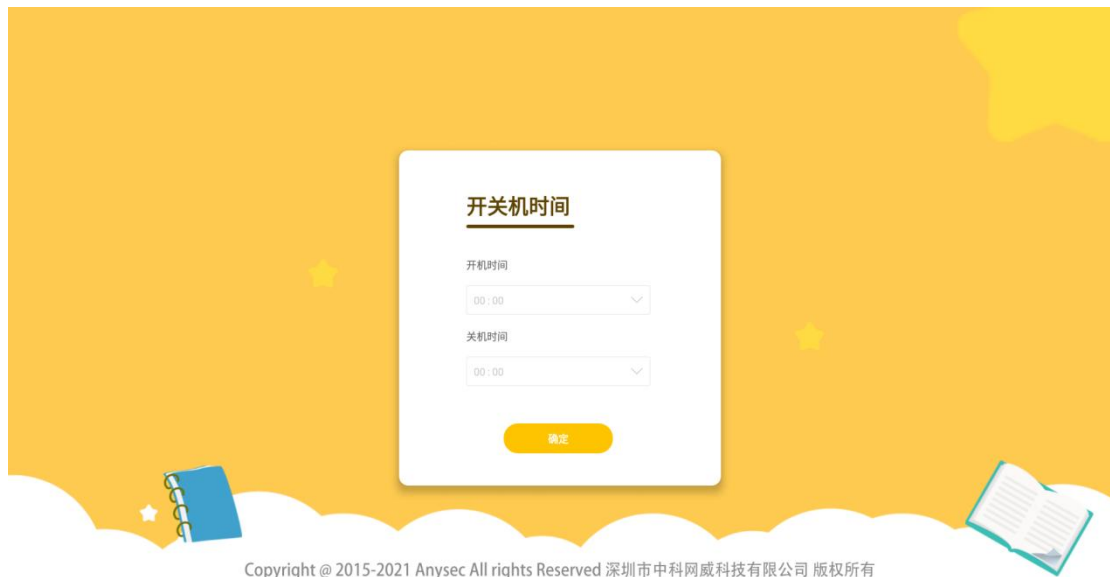 开关机时间
开机时间
00 : 00
关机时间
00 : 00
确定
Copyright @ 2015-2021 Anysec All rights Reserved 深圳市中科网威科技有限公司 版权所有